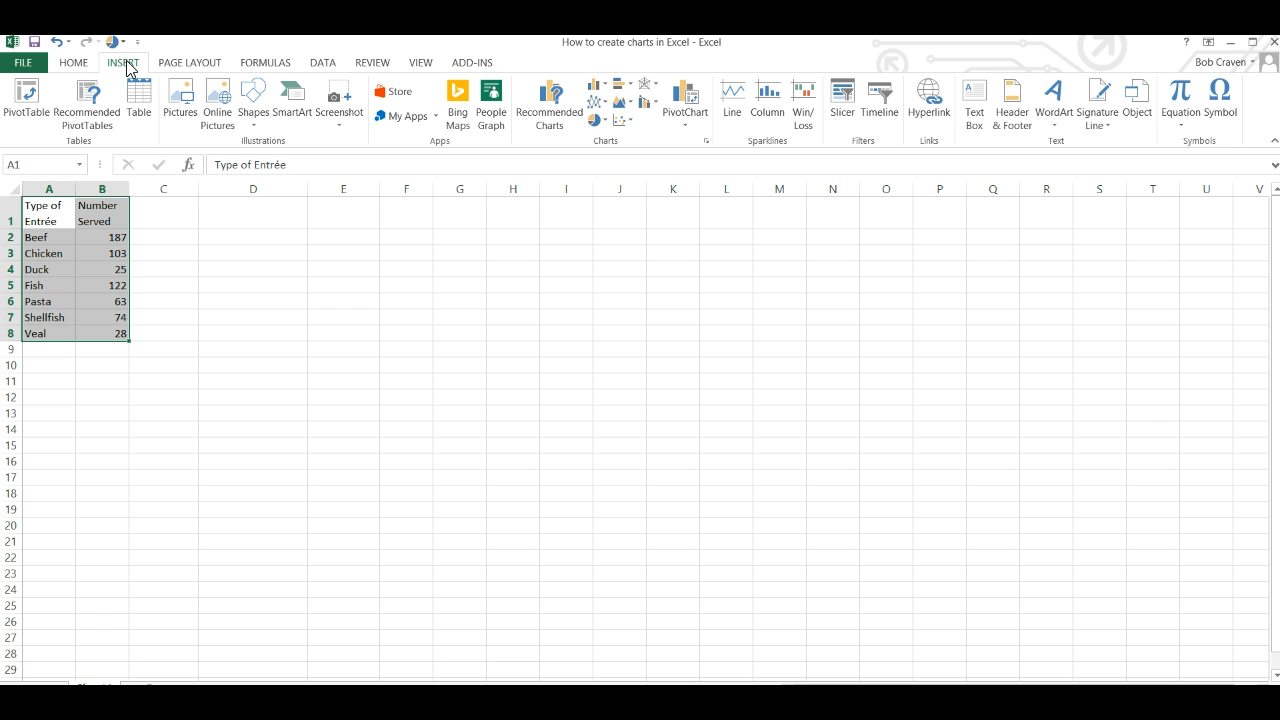 How to create charts in Excel - Excel
?
FILE HOME INSERT PAGE LAYOUT FORMULAS DATA REVIEW VIEW ADD-INS Bob Craven
PivotTable Recommended PivotTables Table
Tables
Pictures Online Pictures Shapes SmartArt Screenshot
Illustrations
Store
My Apps
Bing Maps People Graph
Apps
Recommended Charts PivotChart
Charts
Line Column Win/ Loss
Sparklines
Slicer Timeline
Filters
Hyperlink
Links
Text Box Header & Footer WordArt Signature Line Object
Text
Equation Symbol
Symbols
A1 fx Type of Entrée
A B C D E F G H I J K L M N O P Q R S T U V
Type of Number
1 Entrée Served
2 Beef 187
3 Chicken 103
4 Duck 25
5 Fish 122
6 Pasta 63
7 Shellfish 74
8 Veal 28
9
10
11
12
13
14
15
16
17
18
19
20
21
22
23
24
25
26
27
28
29